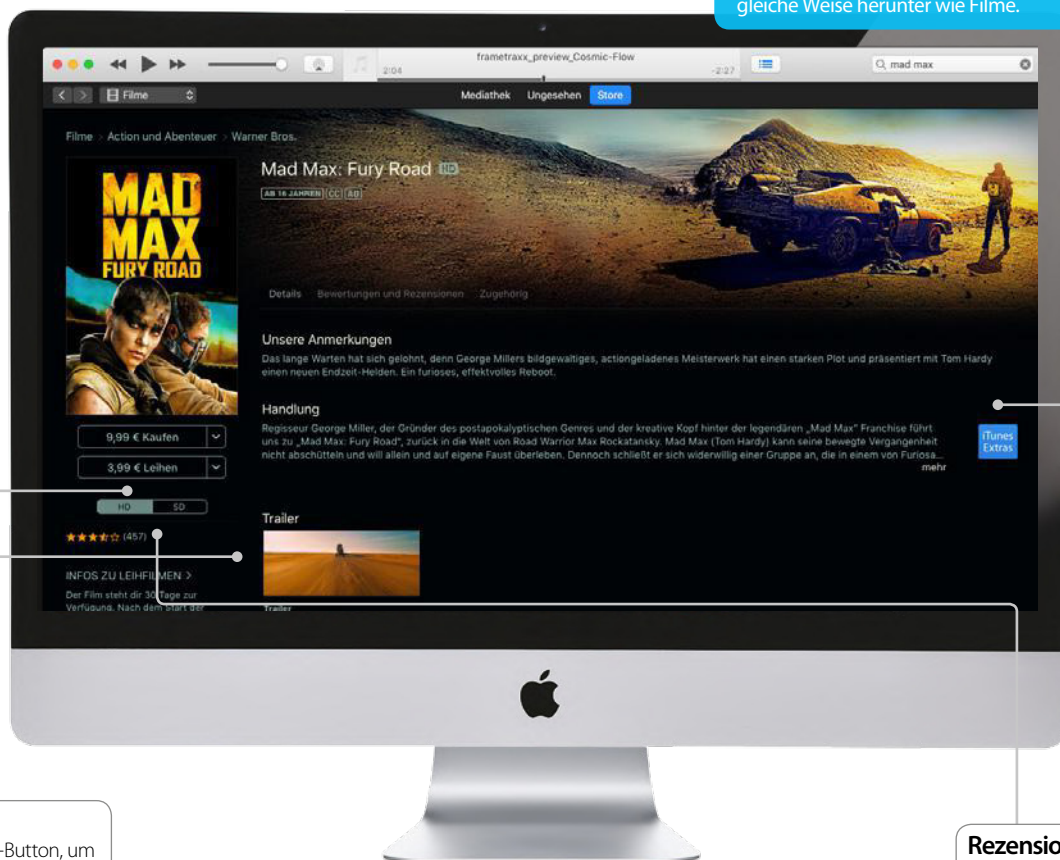 gleiche Weise herunter wie Filme.
frametraxx_preview_Cosmic-Flow
2:04
-2:27
mad max
Filme
Mediathek Ungesehen Store
Filme > Action und Abenteuer > Warner Bros.
MAD
MAX
FURY ROAD
Mad Max: Fury Road HD
AB 16 JAHREN CC AD
Details Bewertungen und Rezensionen Zugehörig
Unsere Anmerkungen
Das lange Warten hat sich gelohnt, denn George Millers bildgewaltiges, actiongeladenes Meisterwerk hat einen starken Plot und präsentiert mit Tom Hardy
einen neuen Endzeit-Helden. Ein furioses, effektvolles Reboot.
Handlung
Regisseur George Miller, der Gründer des postapokalyptischen Genres und der kreative Kopf hinter der legendären „Mad Max“ Franchise führt
uns zu „Mad Max: Fury Road“, zurück in die Welt von Road Warrior Max Rockatansky. Mad Max (Tom Hardy) kann seine bewegte Vergangenheit
nicht abschütteln und will allein und auf eigene Faust überleben. Dennoch schließt er sich widerwillig einer Gruppe an, die in einem von Furiosa...
mehr
iTunes
Extras
9,99 € Kaufen
3,99 € Leihen
HD SD
(457)
INFOS ZU LEIHFILMEN >
Der Film steht dir 30 Tage zur
Verfügung. Nach dem Start der
Trailer
Trailer
-Button, um
Rezensio